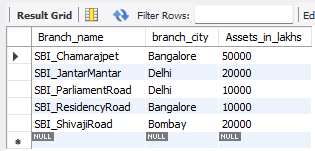 Result Grid Filter Rows: Ed
Branch_name branch_city Assets_in_lakhs
SBI_Chamarajpet Bangalore 50000
SBI_JantarMantar Delhi 20000
SBI_ParliamentRoad Delhi 10000
SBI_ResidencyRoad Bangalore 10000
SBI_ShivajiRoad Bombay 20000
NULL NULL NULL